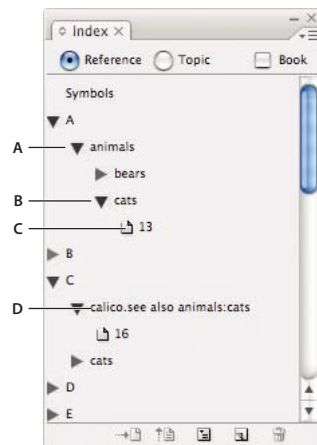 Index ×
Reference Topic Book
Symbols
A
A animals
bears
B cats
C 13
B
C
D calico.see also animals:cats
16
cats
D
E